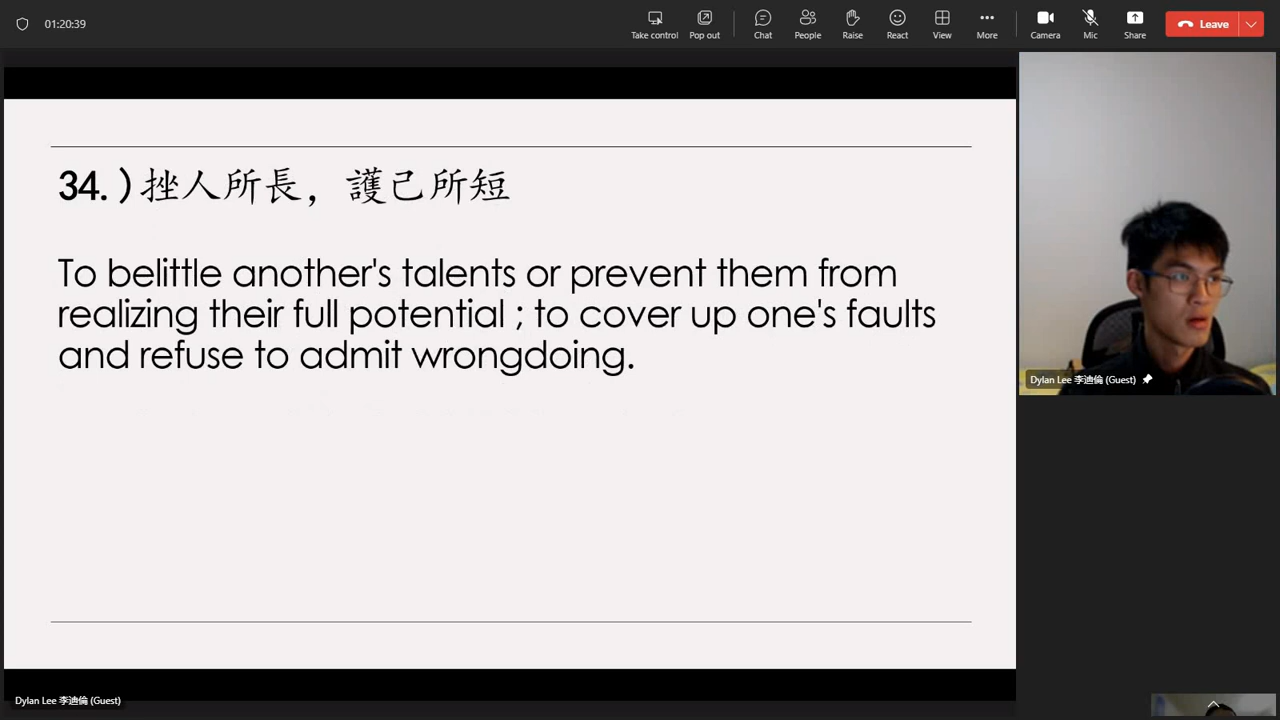 01:20:39
Take control
Pop out
Chat
People
Raise
React
View
More
Camera
Mic
Share
Leave
34. ) 挫人所長，護己所短
To belittle another's talents or prevent them from
realizing their full potential ; to cover up one's faults
and refuse to admit wrongdoing.
Dylan Lee 李迪倫 (Guest)
Dylan Lee 李迪倫 (Guest)